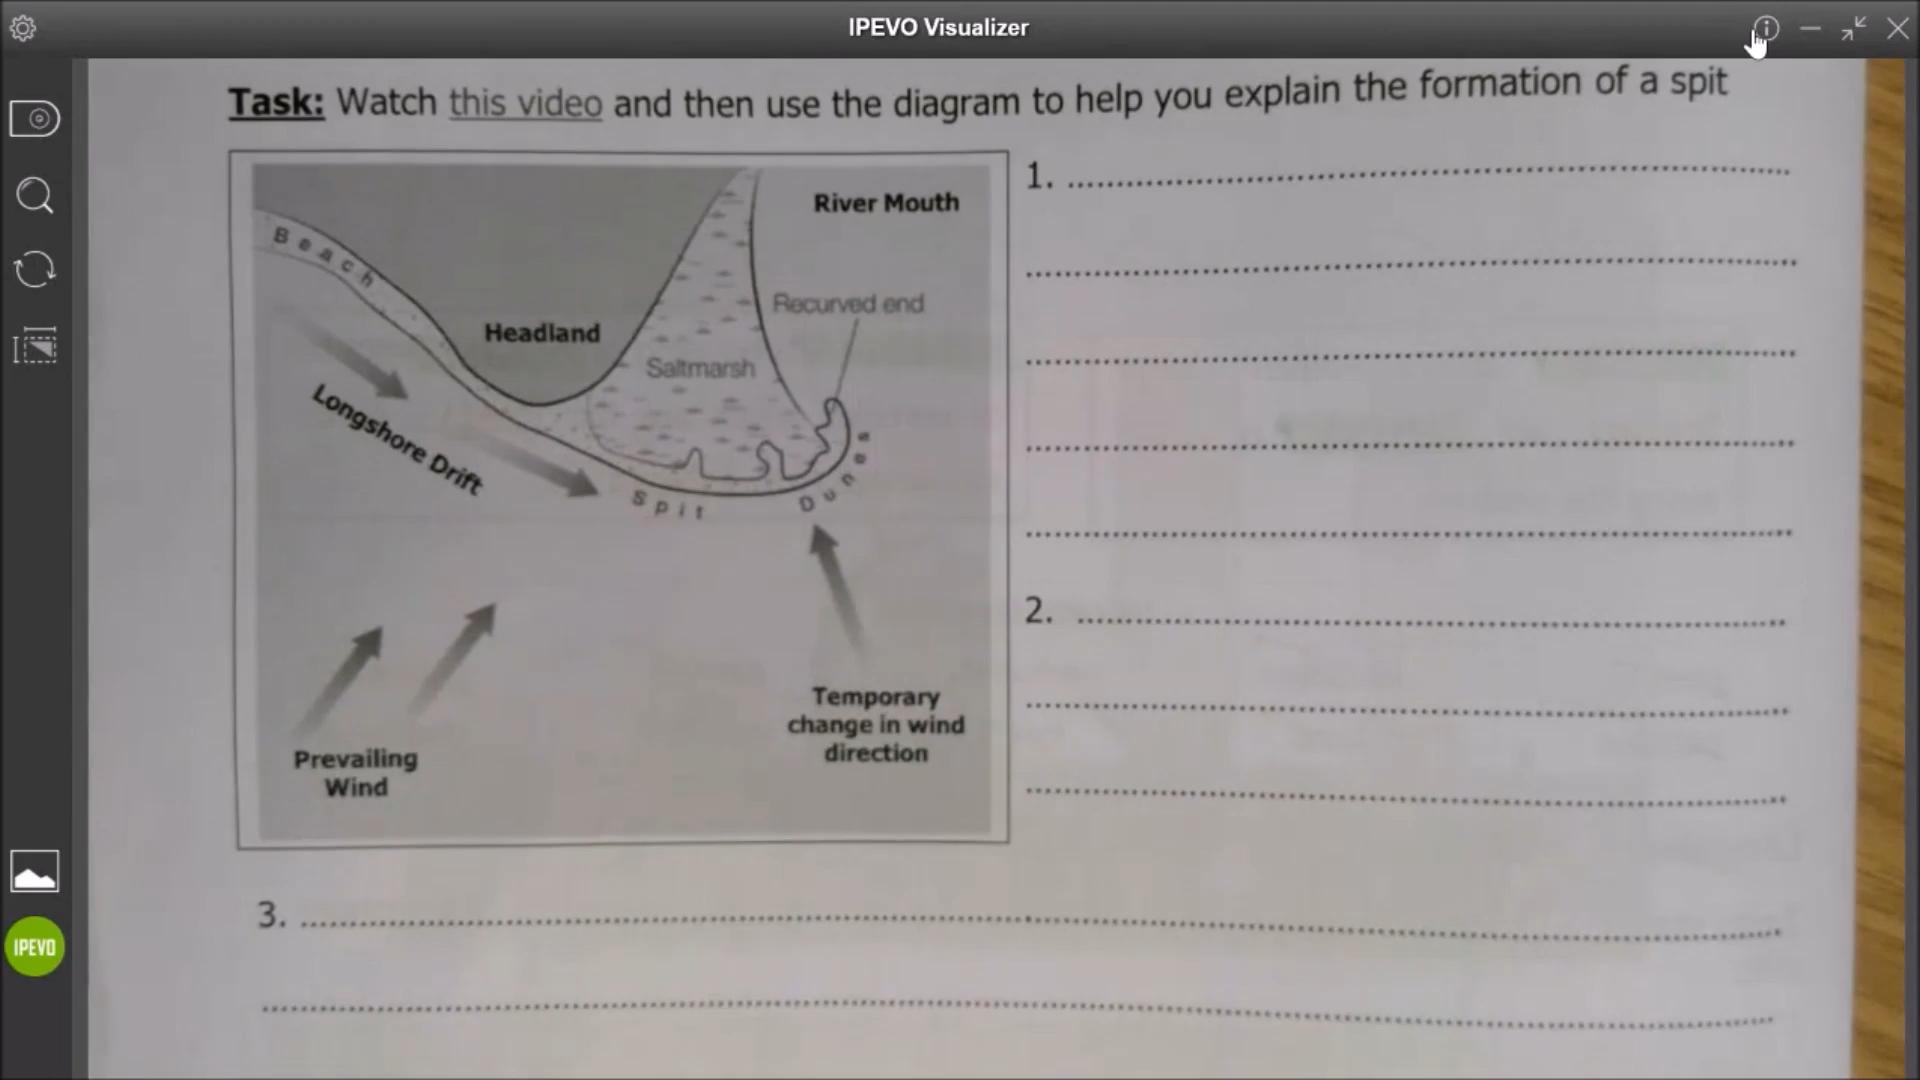 IPEVO Visualizer
Task: Watch this video and then use the diagram to help you explain the formation of a spit
River Mouth
Beach
Recurved end
Headland
Saltmarsh
Longshore Drift
Spit
Dunes
Temporary
change in wind
direction
Prevailing
Wind
1.
2.
3.
IPEVO